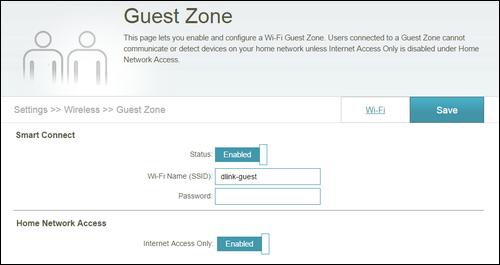 Guest Zone
This page lets you enable and configure a Wi-Fi Guest Zone. Users connected to a Guest Zone cannot
communicate or detect devices on your home network unless Internet Access Only is disabled under Home
Network Access.
Settings >> Wireless >> Guest Zone
Wi-Fi
Save
Smart Connect
Status: Enabled
Wi-Fi Name (SSID): dlink-guest
Password:
Home Network Access
Internet Access Only: Enabled